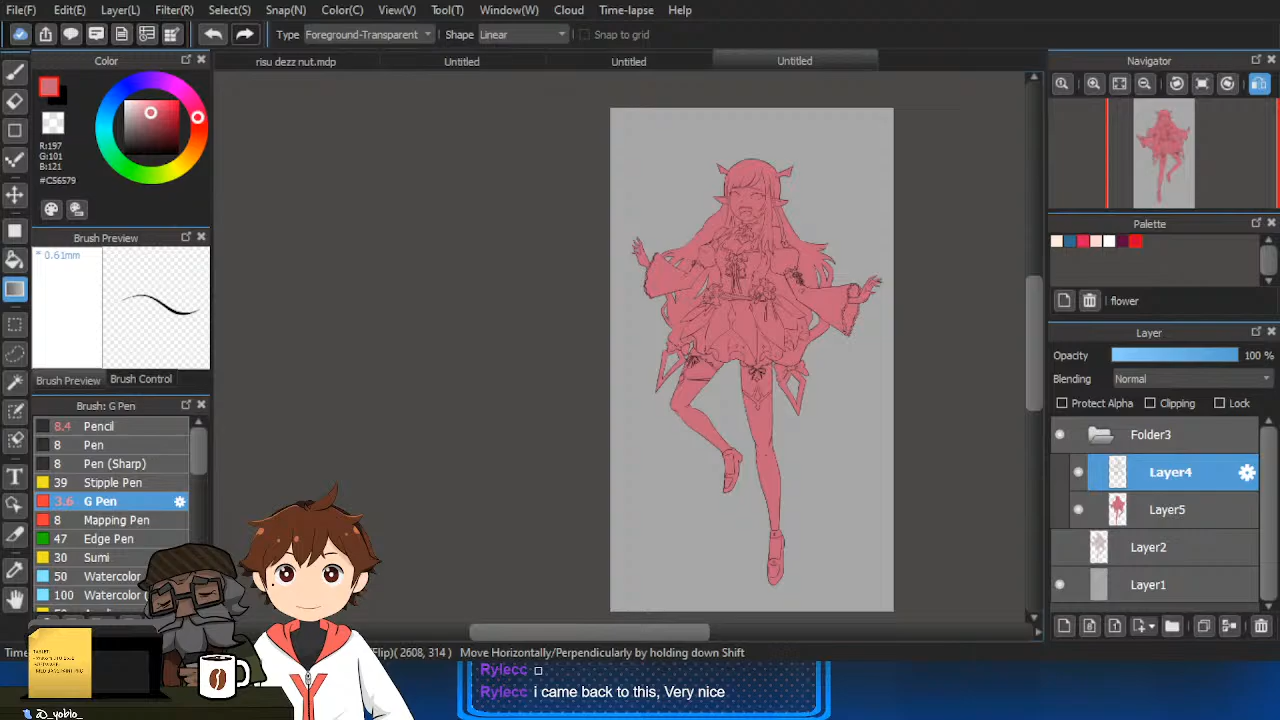 File(F) Edit(E) Layer(L) Filter(R) Select(S) Snap(N) Color(C) View(V) Tool(T) Window(W) Cloud Time-lapse Help
Type Foreground-Transparent Shape Linear Snap to grid
Color
risu dezz nut.mdp Untitled Untitled Untitled
Navigator
R:197
G:101
B:121
#C56579
Palette
flower
Brush Preview
0.61mm
Brush Preview Brush Control
Layer
Opacity 100 %
Blending Normal
Protect Alpha Clipping Lock
Folder3
Layer4
Layer5
Layer2
Layer1
Brush: G Pen
8.4 Pencil
8 Pen
8 Pen (Sharp)
39 Stipple Pen
3.6 G Pen
8 Mapping Pen
47 Edge Pen
30 Sumi
50 Watercolor
100 Watercolor
Flip)( 2608, 314 ) Move Horizontally/Perpendicularly by holding down Shift
Rylecc
Rylecc i came back to this, Very nice